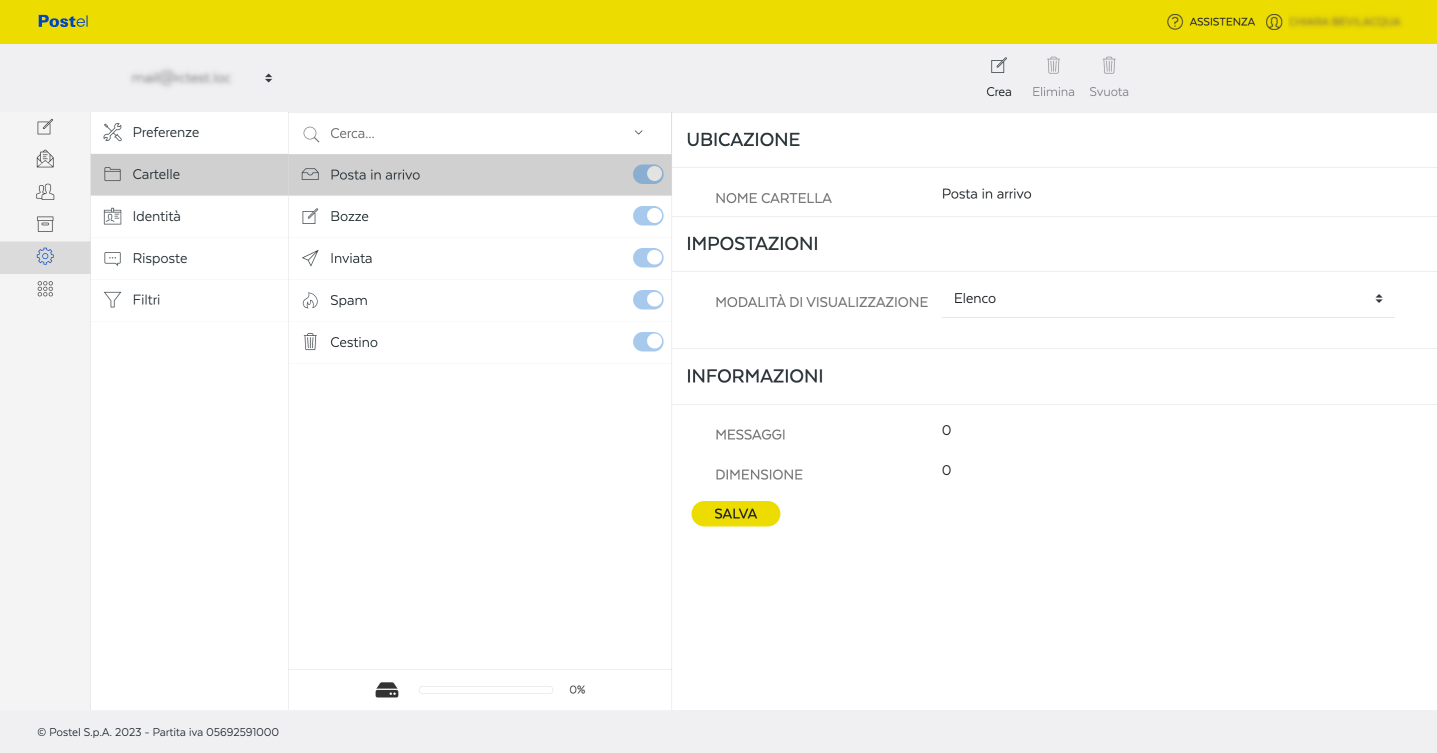 Postel
ASSISTENZA
Crea
Elimina
Svuota
Preferenze
Cartelle
Identità
Risposte
Filtri
Cerca...
Posta in arrivo
Bozze
Inviata
Spam
Cestino
0%
UBICAZIONE
NOME CARTELLA
Posta in arrivo
IMPOSTAZIONI
MODALITÀ DI VISUALIZZAZIONE
Elenco
INFORMAZIONI
MESSAGGI
0
DIMENSIONE
0
SALVA
© Postel S.p.A. 2023 - Partita iva 05692591000